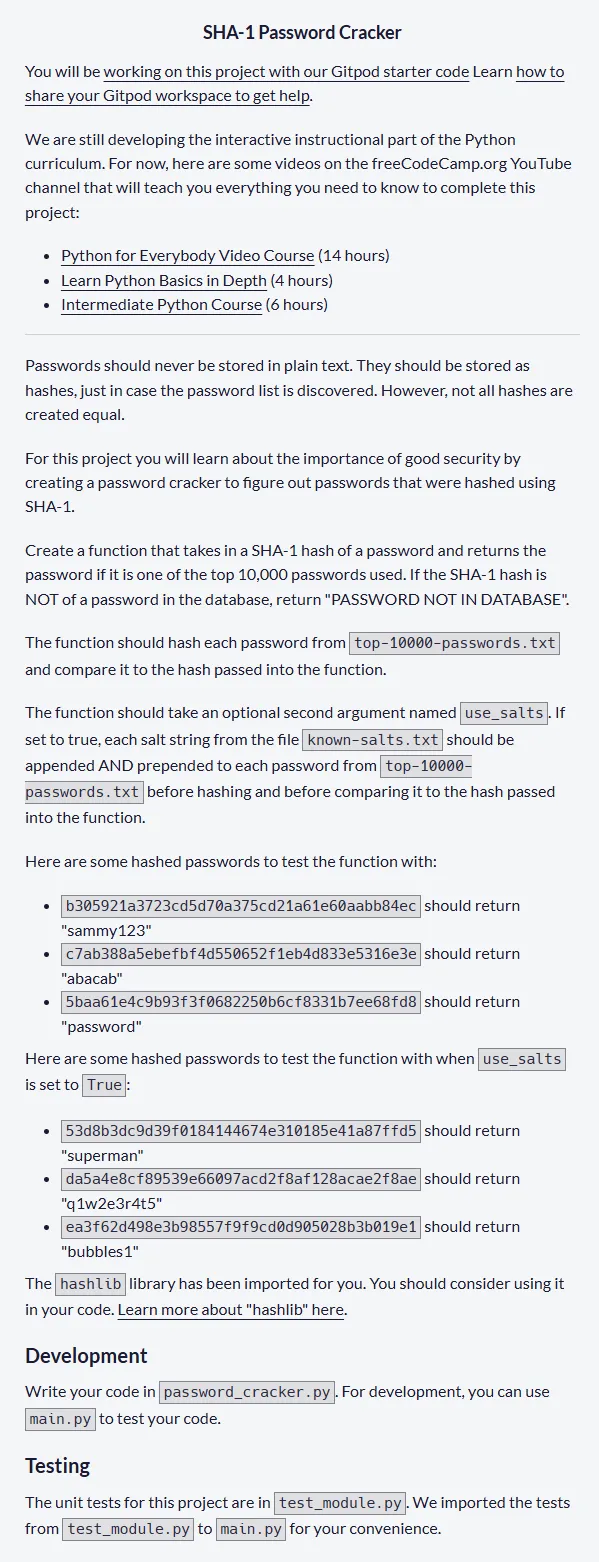 SHA-1 Password Cracker
You will be working on this project with our Gitpod starter code Learn how to
share your Gitpod workspace to get help.
We are still developing the interactive instructional part of the Python
curriculum. For now, here are some videos on the freeCodeCamp.org YouTube
channel that will teach you everything you need to know to complete this
project:
• Python for Everybody Video Course (14 hours)
• Learn Python Basics in Depth (4 hours)
• Intermediate Python Course (6 hours)
Passwords should never be stored in plain text. They should be stored as
hashes, just in case the password list is discovered. However, not all hashes are
created equal.
For this project you will learn about the importance of good security by
creating a password cracker to figure out passwords that were hashed using
SHA-1.
Create a function that takes in a SHA-1 hash of a password and returns the
password if it is one of the top 10,000 passwords used. If the SHA-1 hash is
NOT of a password in the database, return "PASSWORD NOT IN DATABASE".
The function should hash each password from top-10000-passwords.txt
and compare it to the hash passed into the function.
The function should take an optional second argument named use_salts. If
set to true, each salt string from the file known-salts.txt should be
appended AND prepended to each password from top-10000-
passwords.txt before hashing and before comparing it to the hash passed
into the function.
Here are some hashed passwords to test the function with:
• b305921a3723cd5d70a375cd21a61e60aabb84ec should return
"sammy123"
• c7ab388a5ebefbf4d550652f1eb4d833e5316e3e should return
"abacab"
• 5baa61e4c9b93f3f0682250b6cf8331b7ee68fd8 should return
"password"
Here are some hashed passwords to test the function with when use_salts
is set to True:
• 53d8b3dc9d39f0184144674e310185e41a87ffd5 should return
"superman"
• da5a4e8cf89539e66097acd2f8af128acae2f8ae should return
"q1w2e3r4t5"
• ea3f62d498e3b98557f9f9cd0d905028b3b019e1 should return
"bubbles1"
The hashlib library has been imported for you. You should consider using it
in your code. Learn more about "hashlib" here.
Development
Write your code in password_cracker.py. For development, you can use
main.py to test your code.
Testing
The unit tests for this project are in test_module.py. We imported the tests
from test_module.py to main.py for your convenience.